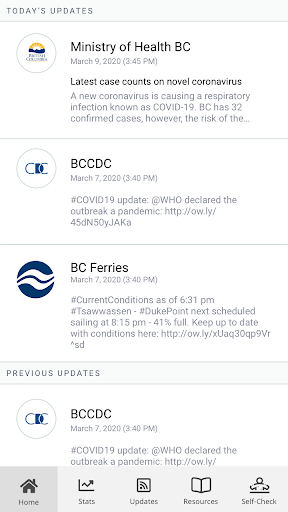 TODAY'S UPDATES
Ministry of Health BC
March 9, 2020 (3:45 PM)
Latest case counts on novel coronavirus
A new coronavirus is causing a respiratory
infection known as COVID-19. BC has 32
confirmed cases, however, the risk of the...
BRITISH
COLUMBIA
BCCDC
March 7, 2020 (3:40 PM)
#COVID19 update: @WHO declared the
outbreak a pandemic: http://ow.ly/
45dN50yJAKa
BC Ferries
March 7, 2020 (3:40 PM)
#CurrentConditions as of 6:31 pm
#Tsawwassen - #DukePoint next scheduled
sailing at 8:15 pm - 41% full. Keep up to date
with conditions here: http://ow.ly/xUaq30qp9Vr
^sd
PREVIOUS UPDATES
BCCDC
March 7, 2020 (3:40 PM)
#COVID19 update: @WHO declared the
outbreak a pandemic: http://ow.ly/
Home Stats Updates Resources Self-Check